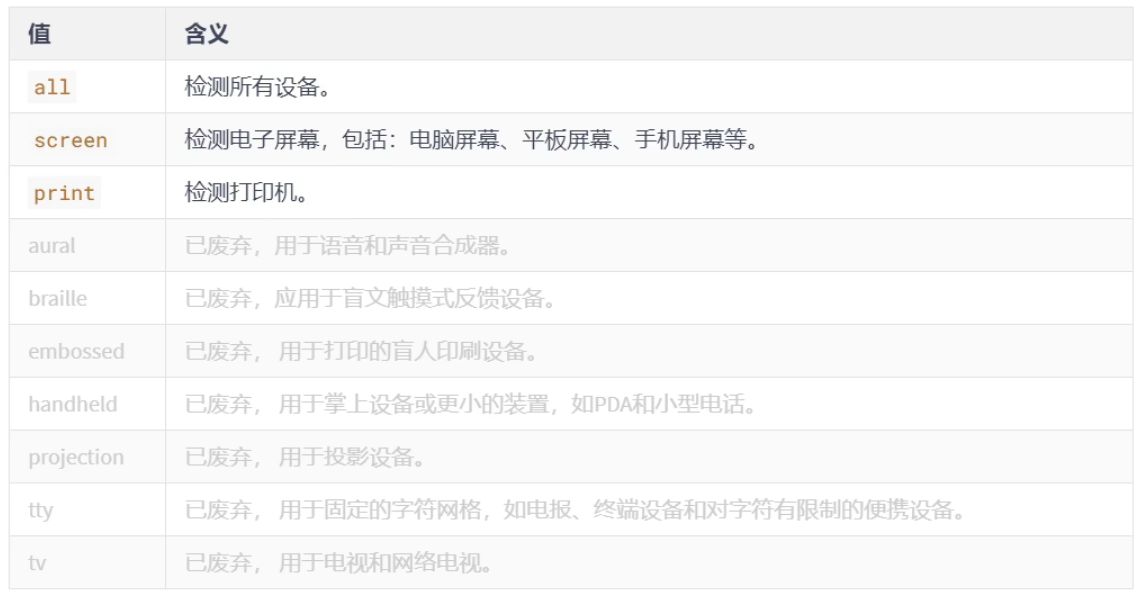 值 含义
all 检测所有设备。
screen 检测电子屏幕，包括：电脑屏幕、平板屏幕、手机屏幕等。
print 检测打印机。
aural 已废弃，用于语音和声音合成器。
braille 已废弃，应用于盲文触摸式反馈设备。
embossed 已废弃， 用于打印的盲人印刷设备。
handheld 已废弃， 用于掌上设备或更小的装置，如PDA和小型电话。
projection 已废弃， 用于投影设备。
tty 已废弃， 用于固定的字符网格，如电报、终端设备和对字符有限制的便携设备。
tv 已废弃， 用于电视和网络电视。